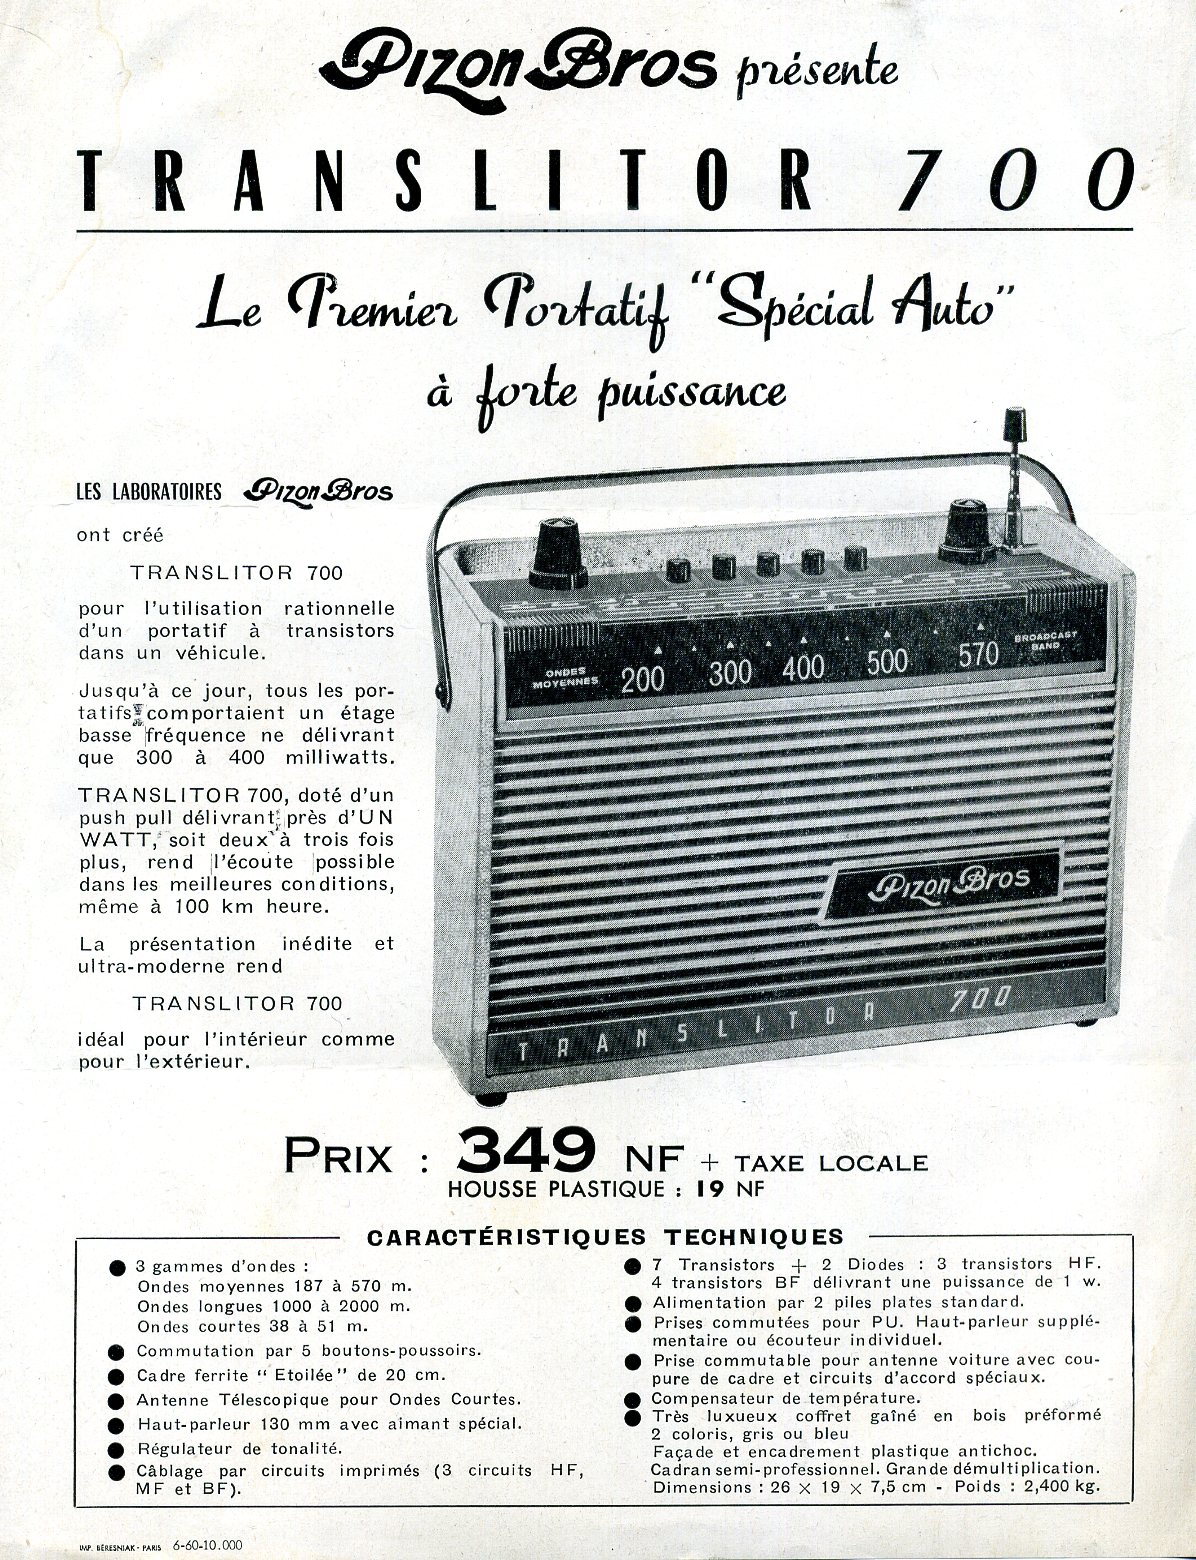 Pizon Bros présente
TRANSLITOR 700
Le Premier Portatif "Spécial Auto"
à forte puissance
LES LABORATOIRES Pizon Bros
ont créé
TRANSLITOR 700
pour l'utilisation rationnelle
d'un portatif à transistors
dans un véhicule.
Jusqu'à ce jour, tous les por-
tatifs comportaient un étage
basse fréquence ne délivrant
que 300 à 400 milliwatts.
TRANSLITOR 700, doté d'un
push pull délivrant près d'UN
WATT, soit deux à trois fois
plus, rend l'écoute possible
dans les meilleures conditions,
même à 100 km heure.
La présentation inédite et
ultra-moderne rend
TRANSLITOR 700
idéal pour l'intérieur comme
pour l'extérieur.
ONDES
MOYENNES
200 300 400 500 570
BROADCAST
BAND
Pizon Bros
TRANSLITOR 700
PRIX : 349 NF + TAXE LOCALE
HOUSSE PLASTIQUE : 19 NF
CARACTÉRISTIQUES TECHNIQUES
● 3 gammes d'ondes :
Ondes moyennes 187 à 570 m.
Ondes longues 1000 à 2000 m.
Ondes courtes 38 à 51 m.
● Commutation par 5 boutons-poussoirs.
● Cadre ferrite "Etoilée" de 20 cm.
● Antenne Télescopique pour Ondes Courtes.
● Haut-parleur 130 mm avec aimant spécial.
● Régulateur de tonalité.
● Câblage par circuits imprimés (3 circuits HF,
MF et BF).
● 7 Transistors + 2 Diodes : 3 transistors HF.
4 transistors BF délivrant une puissance de 1 w.
● Alimentation par 2 piles plates standard.
● Prises commutées pour PU. Haut-parleur supplé-
mentaire ou écouteur individuel.
● Prise commutable pour antenne voiture avec cou-
pure de cadre et circuits d'accord spéciaux.
● Compensateur de température.
● Très luxueux coffret gaîné en bois préformé
2 coloris, gris ou bleu
Façade et encadrement plastique antichoc.
Cadran semi-professionnel. Grande démultiplication.
Dimensions : 26 × 19 × 7,5 cm - Poids : 2,400 kg.
IMP. BÉRESNIAK - PARIS 6-60-10.000